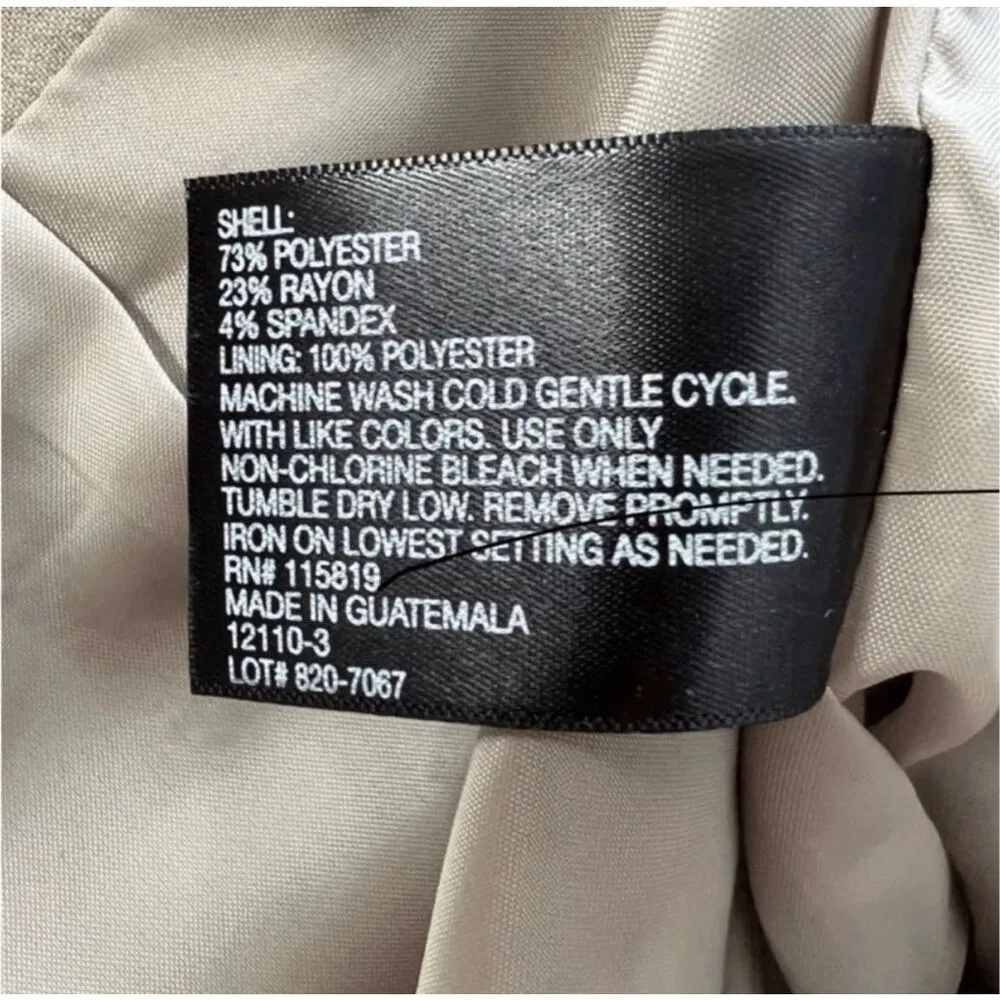 SHELL:
73% POLYESTER
23% RAYON
4% SPANDEX
LINING: 100% POLYESTER
MACHINE WASH COLD GENTLE CYCLE.
WITH LIKE COLORS. USE ONLY
NON-CHLORINE BLEACH WHEN NEEDED.
TUMBLE DRY LOW. REMOVE PROMPTLY.
IRON ON LOWEST SETTING AS NEEDED.
RN# 115819
MADE IN GUATEMALA
12110-3
LOT# 820-7067